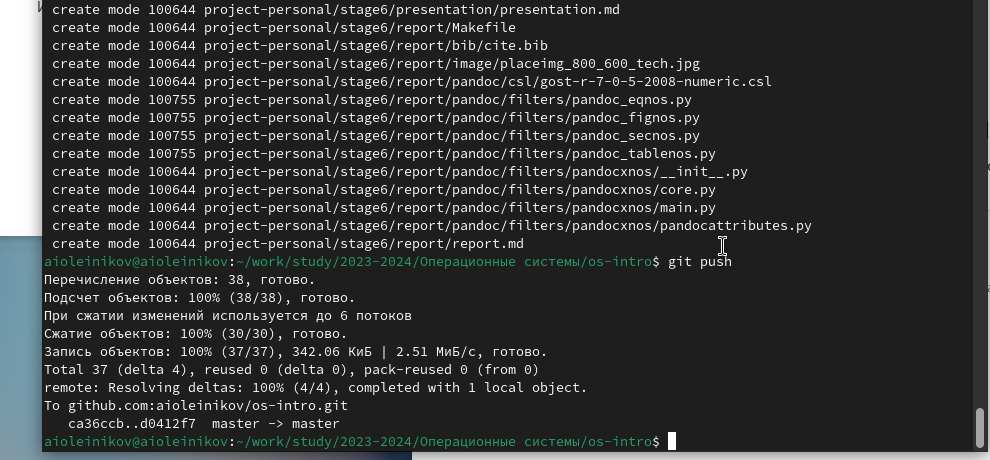 create mode 100644 project-personal/stage6/presentation/presentation.md
create mode 100644 project-personal/stage6/report/Makefile
create mode 100644 project-personal/stage6/report/bib/cite.bib
create mode 100644 project-personal/stage6/report/image/placeimg_800_600_tech.jpg
create mode 100644 project-personal/stage6/report/pandoc/csl/gost-r-7-0-5-2008-numeric.csl
create mode 100755 project-personal/stage6/report/pandoc/filters/pandoc_eqnos.py
create mode 100755 project-personal/stage6/report/pandoc/filters/pandoc_fignos.py
create mode 100755 project-personal/stage6/report/pandoc/filters/pandoc_secnos.py
create mode 100755 project-personal/stage6/report/pandoc/filters/pandoc_tablenos.py
create mode 100644 project-personal/stage6/report/pandoc/filters/pandocxnos/__init__.py
create mode 100644 project-personal/stage6/report/pandoc/filters/pandocxnos/core.py
create mode 100644 project-personal/stage6/report/pandoc/filters/pandocxnos/main.py
create mode 100644 project-personal/stage6/report/pandoc/filters/pandocxnos/pandocattributes.py
create mode 100644 project-personal/stage6/report/report.md
aioleinikov@aioleinikov:~/work/study/2023-2024/Операционные системы/os-intro$ git push
Перечисление объектов: 38, готово.
Подсчет объектов: 100% (38/38), готово.
При сжатии изменений используется до 6 потоков
Сжатие объектов: 100% (30/30), готово.
Запись объектов: 100% (37/37), 342.06 КиБ | 2.51 МиБ/с, готово.
Total 37 (delta 4), reused 0 (delta 0), pack-reused 0 (from 0)
remote: Resolving deltas: 100% (4/4), completed with 1 local object.
To github.com:aioleinikov/os-intro.git
ca36ccb..d0412f7  master -> master
aioleinikov@aioleinikov:~/work/study/2023-2024/Операционные системы/os-intro$